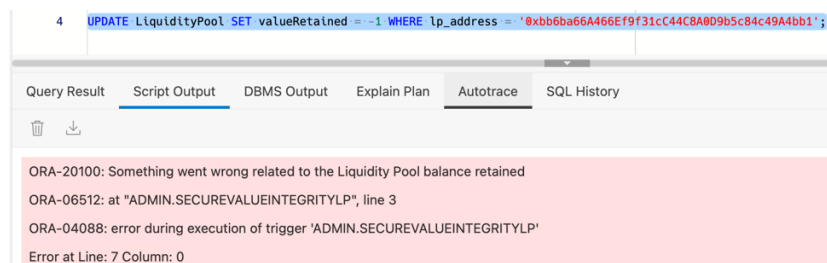 4 UPDATE LiquidityPool SET valueRetained = -1 WHERE lp_address = '0xbb6ba66A466Ef9f31cC44C8A0D9b5c84c49A4bb1';
Query Result Script Output DBMS Output Explain Plan Autotrace SQL History
ORA-20100: Something went wrong related to the Liquidity Pool balance retained
ORA-06512: at "ADMIN.SECUREVALUEINTEGRITYLP", line 3
ORA-04088: error during execution of trigger 'ADMIN.SECUREVALUEINTEGRITYLP'
Error at Line: 7 Column: 0